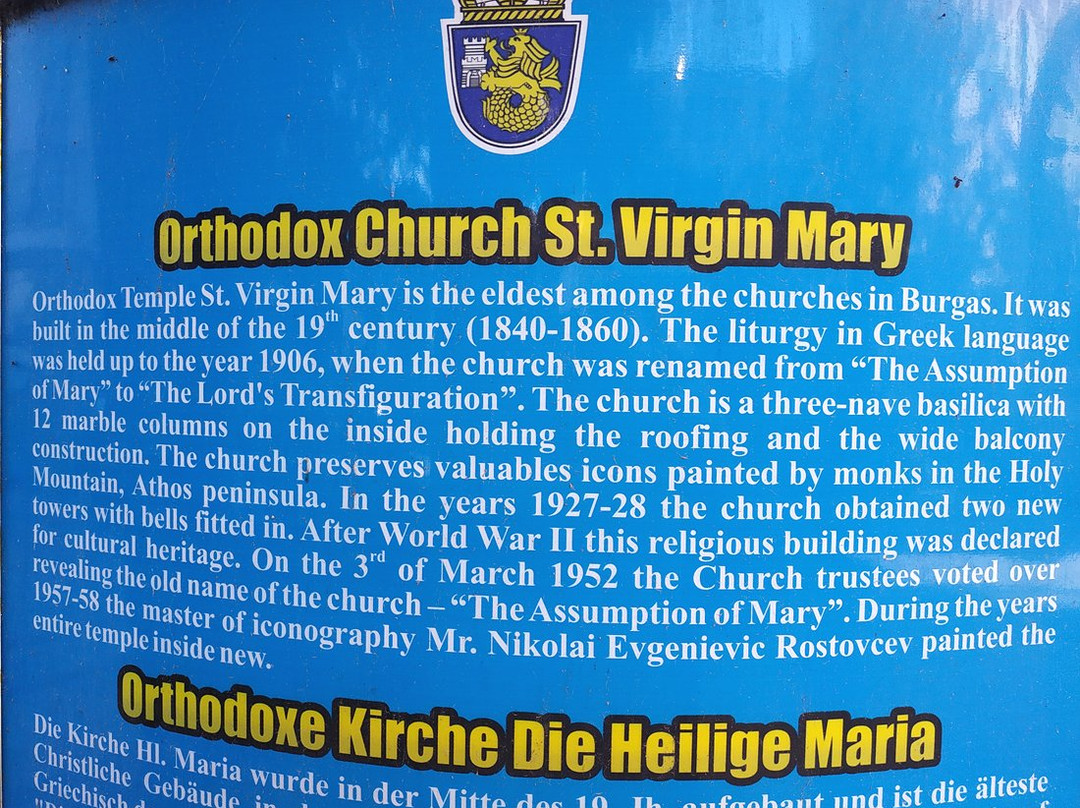 Orthodox Church St. Virgin Mary
Orthodox Temple St. Virgin Mary is the eldest among the churches in Burgas. It was
built in the middle of the 19th century (1840-1860). The liturgy in Greek language
was held up to the year 1906, when the church was renamed from “The Assumption
of Mary” to “The Lord's Transfiguration”. The church is a three-nave basilica with
12 marble columns on the inside holding the roofing and the wide balcony
construction. The church preserves valuables icons painted by monks in the Holy
Mountain, Athos peninsula. In the years 1927-28 the church obtained two new
towers with bells fitted in. After World War II this religious building was declared
for cultural heritage. On the 3rd of March 1952 the Church trustees voted over
revealing the old name of the church – “The Assumption of Mary”. During the years
1957-58 the master of iconography Mr. Nikolai Evgenievic Rostovcev painted the
entire temple inside new.
Orthodoxe Kirche Die Heilige Maria
Die Kirche Hl. Maria wurde in der Mitte des 19. Jh. aufgebaut und ist die älteste
Christliche Gebäude in
Griechisch